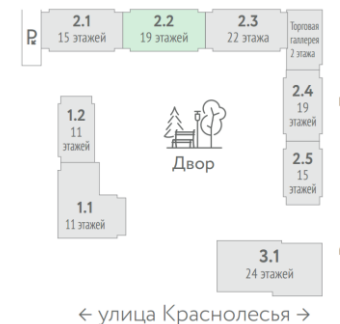 2.1
15 этажей
2.2
19 этажей
2.3
22 этажа
Торговая
галлерея
2 этажа
P
2.4
19
этажей
1.2
11
этажей
Двор
2.5
15
этажей
1.1
11 этажей
3.1
24 этажей
← улица Краснолесья →